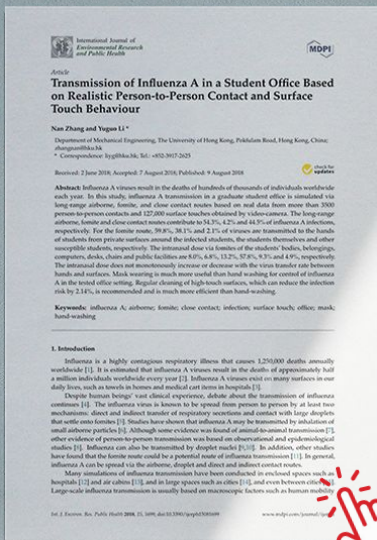 International Journal of
Environmental Research
and Public Health
MDPI
Article
Transmission of Influenza A in a Student Office Based
on Realistic Person-to-Person Contact and Surface
Touch Behaviour
Nan Zhang and Yuguo Li *
Department of Mechanical Engineering, The University of Hong Kong, Pokfulam Road, Hong Kong, China;
zhangnan@hku.hk
* Correspondence: liyg@hku.hk; Tel.: +852-3917-2625
Received: 2 June 2018; Accepted: 7 August 2018; Published: 9 August 2018
check for
updates
Abstract: Influenza A viruses result in the deaths of hundreds of thousands of individuals worldwide
each year. In this study, influenza A transmission in a graduate student office is simulated via
long-range airborne, fomite, and close contact routes based on real data from more than 3500
person-to-person contacts and 127,000 surface touches obtained by video-camera. The long-range
airborne, fomite and close contact routes contribute to 54.3%, 4.2% and 44.5% of influenza A infections,
respectively. For the fomite route, 59.8%, 38.1% and 2.1% of viruses are transmitted to the hands
of students from private surfaces around the infected students, the students themselves and other
susceptible students, respectively. The intranasal dose via fomites of the students' bodies, belongings,
computers, desks, chairs and public facilities are 8.0%, 6.8%, 13.2%, 57.8%, 9.3% and 4.9%, respectively.
The intranasal dose does not monotonously increase or decrease with the virus transfer rate between
hands and surfaces. Mask wearing is much more useful than hand washing for control of influenza
A in the tested office setting. Regular cleaning of high-touch surfaces, which can reduce the infection
risk by 2.14%, is recommended and is much more efficient than hand-washing.
Keywords: influenza A; airborne; fomite; close contact; infection; surface touch; office; mask;
hand-washing
1. Introduction
Influenza is a highly contagious respiratory illness that causes 1,250,000 deaths annually
worldwide [1]. It is estimated that influenza A viruses result in the deaths of approximately half
a million individuals worldwide every year [2]. Influenza A viruses exist on many surfaces in our
daily lives, such as towels in homes and medical cart items in hospitals [3].
Despite human beings' vast clinical experience, debate about the transmission of influenza
continues [4]. The influenza virus is known to be spread from person to person by at least two
mechanisms: direct and indirect transfer of respiratory secretions and contact with large droplets
that settle onto fomites [5]. Studies have shown that influenza A may be transmitted by inhalation of
small airborne particles [6]. Although some evidence was found of animal-to-animal transmission [7],
other evidence of person-to-person transmission was based on observational and epidemiological
studies [8]. Influenza can also be transmitted by droplet nuclei [9,10]. In addition, other studies
have found that the fomite route could be a potential route of influenza transmission [11]. In general,
influenza A can be spread via the airborne, droplet and direct and indirect contact routes.
Many simulations of influenza transmission have been conducted in enclosed spaces such as
hospitals [12] and air cabins [13], and in large spaces such as cities [14], and even between cities
Large-scale influenza transmission is usually based on macroscopic factors such as human mobility
Int. J. Environ. Res. Public Health 2018, 15, 1699; doi:10.3390/ijerph15081699
www.mdpi.com/journal/